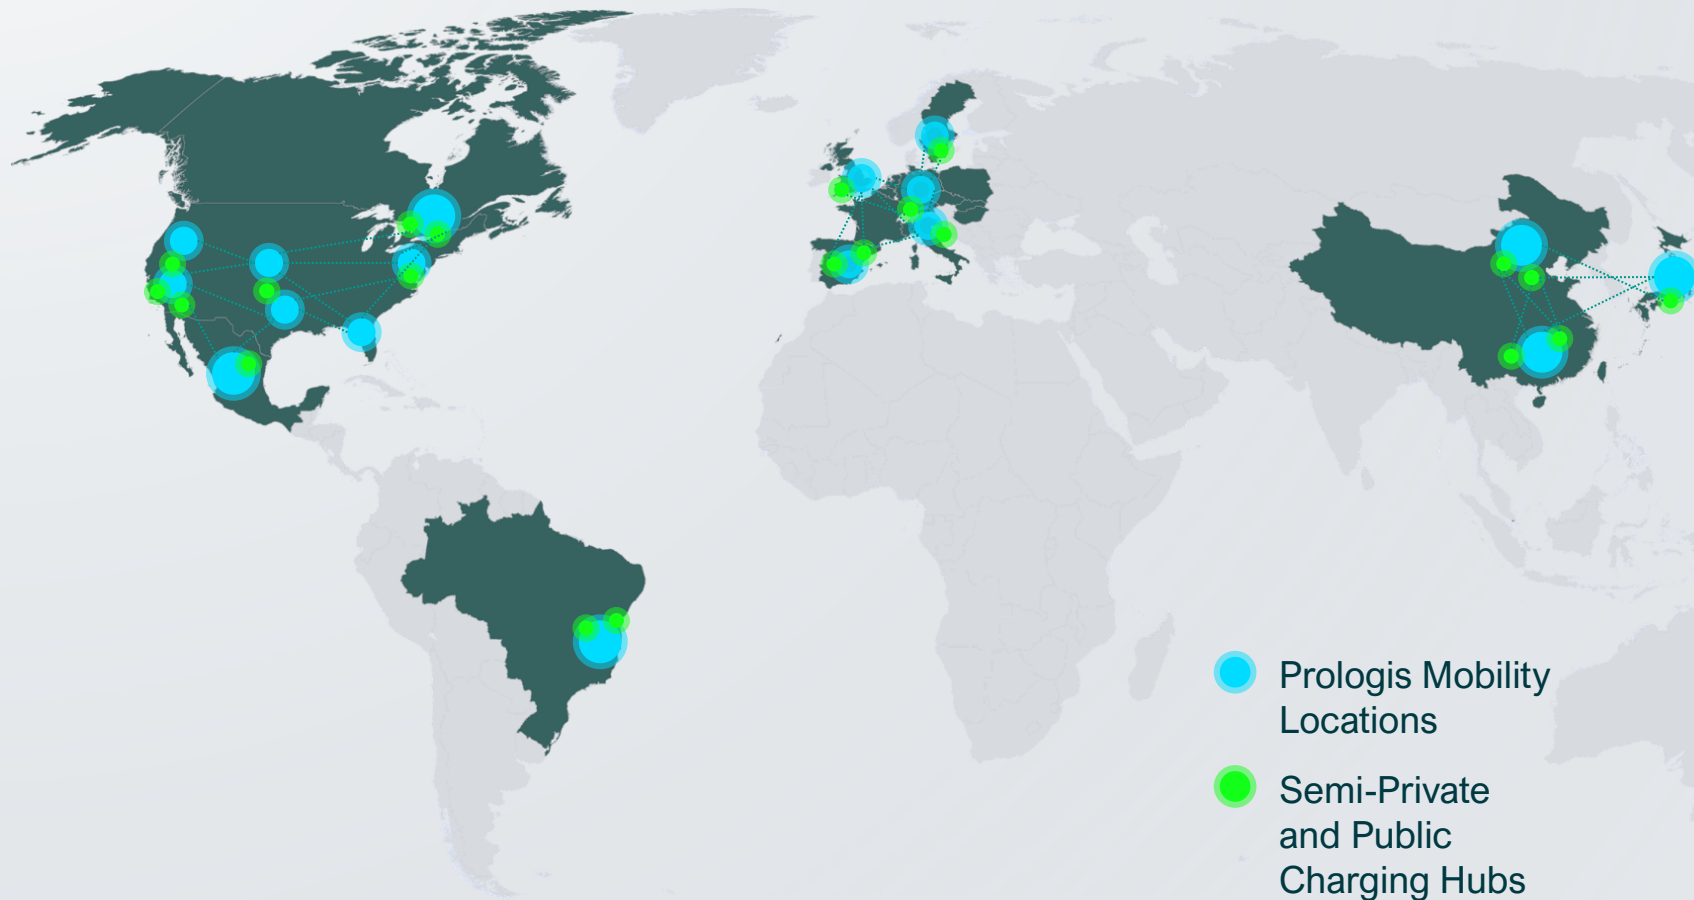 Prologis Mobility
Locations
Semi-Private
and Public
Charging Hubs